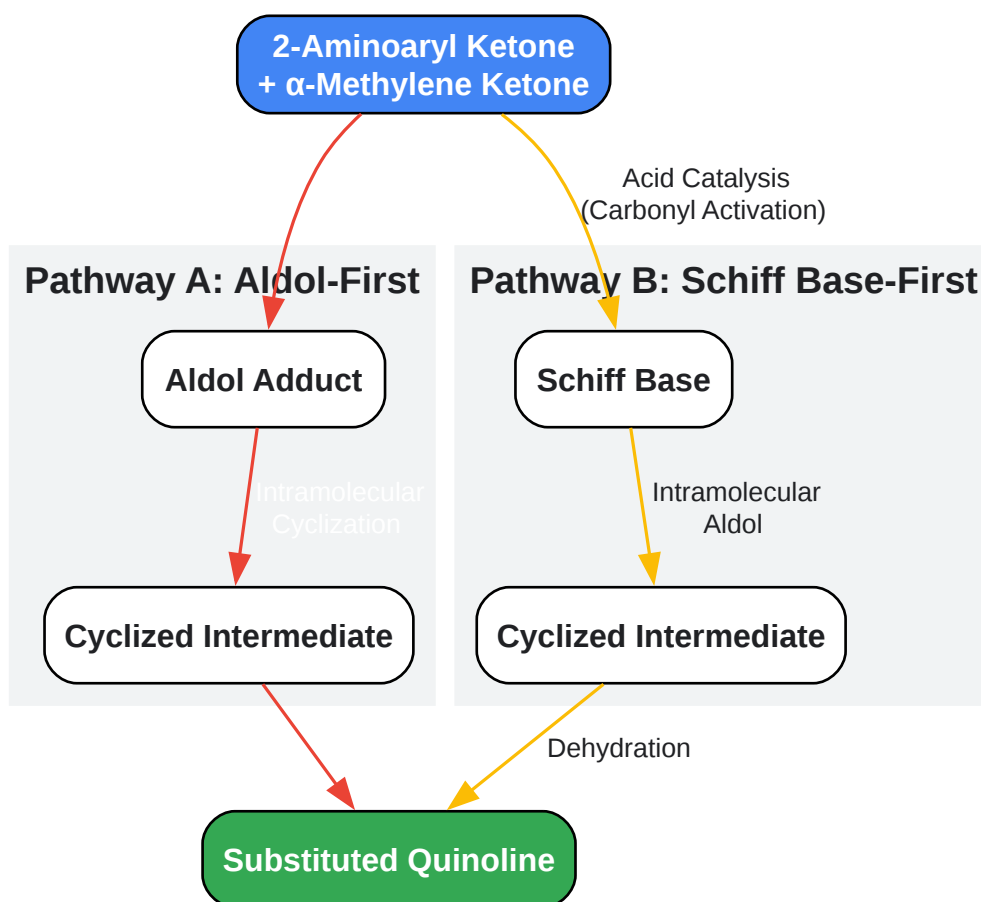 2-Aminoaryl Ketone
+ α-Methylene Ketone
Acid Catalysis
(Carbonyl Activation)
Pathway A: Aldol-First
Pathway B: Schiff Base-First
Aldol Adduct
Schiff Base
Intramolecular
Cyclization
Intramolecular
Aldol
Cyclized Intermediate
Cyclized Intermediate
Dehydration
Substituted Quinoline